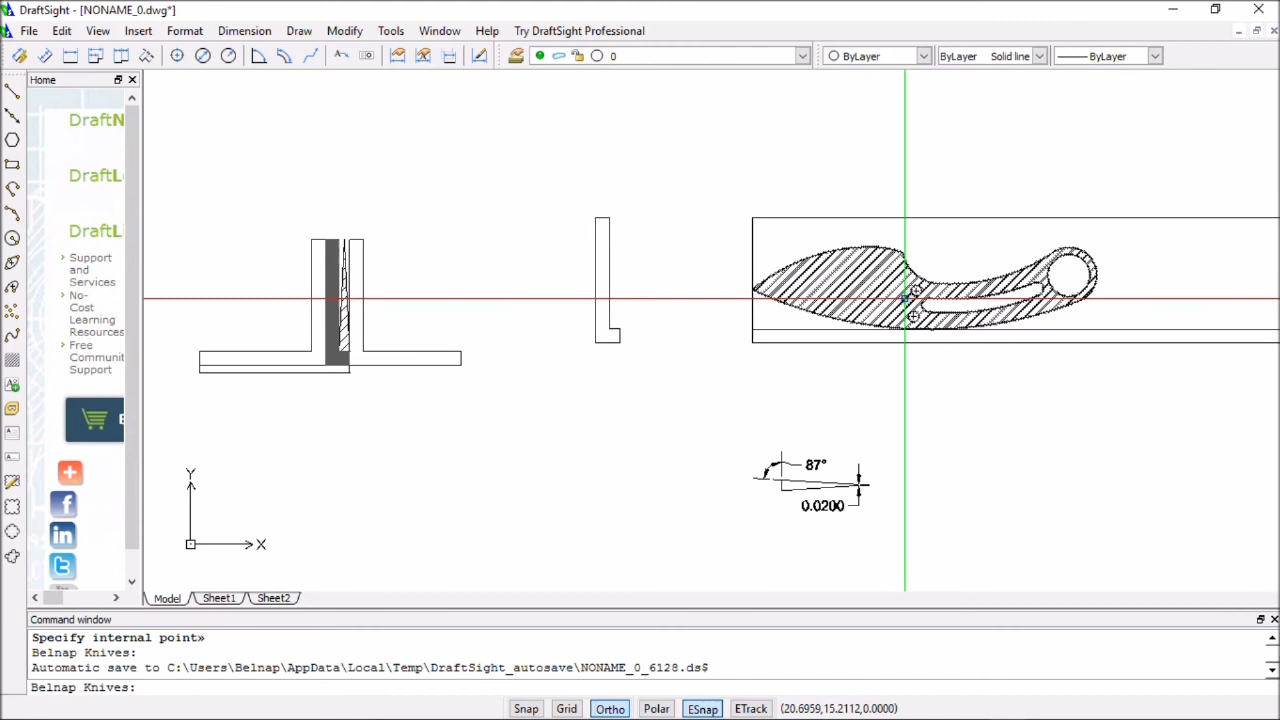 DraftSight - [NONAME_0.dwg*]
File Edit View Insert Format Dimension Draw Modify Tools Window Help Try DraftSight Professional
0 ByLayer ByLayer Solid line ByLayer
Home
DraftN
DraftL
DraftLi
Support and Services
No-Cost Learning Resources
Free Communit Support
87°
0.0200
Y
X
Model Sheet1 Sheet2
Command window
Specify internal point»
Belnap Knives:
Automatic save to C:\Users\Belnap\AppData\Local\Temp\DraftSight_autosave\NONAME_0_6128.ds$
Belnap Knives:
Snap Grid Ortho Polar ESnap ETrack (20.6959,15.2112,0.0000)